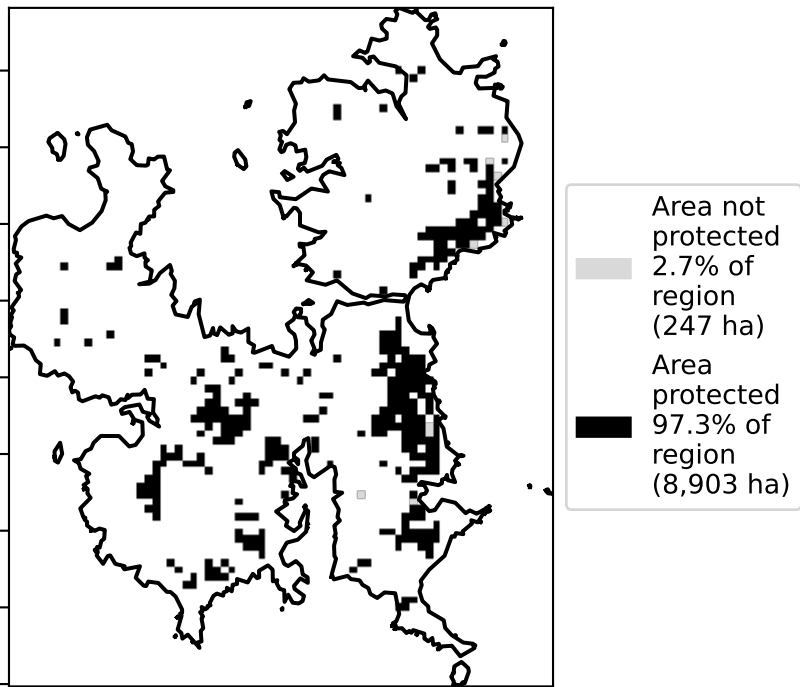 Area not
protected
2.7% of
region
(247 ha)
Area
protected
97.3% of
region
(8,903 ha)